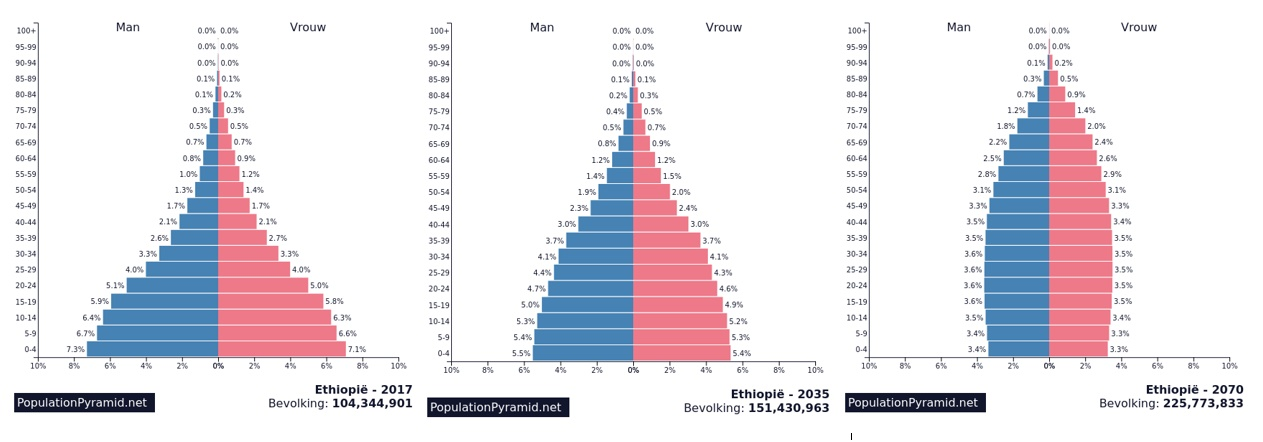 Man Vrouw
100+ 0.0% 0.0%
95-99 0.0% 0.0%
90-94 0.0% 0.0%
85-89 0.1% 0.1%
80-84 0.1% 0.2%
75-79 0.3% 0.3%
70-74 0.5% 0.5%
65-69 0.7% 0.7%
60-64 0.8% 0.9%
55-59 1.0% 1.2%
50-54 1.3% 1.4%
45-49 1.7% 1.7%
40-44 2.1% 2.1%
35-39 2.6% 2.7%
30-34 3.3% 3.3%
25-29 4.0% 4.0%
20-24 5.1% 5.0%
15-19 5.9% 5.8%
10-14 6.4% 6.3%
5-9 6.7% 6.6%
0-4 7.3% 7.1%
10% 8% 6% 4% 2% 0% 2% 4% 6% 8% 10%
Ethiopië - 2017
PopulationPyramid.net Bevolking: 104,344,901
Man Vrouw
100+ 0.0% 0.0%
95-99 0.0% 0.0%
90-94 0.0% 0.0%
85-89 0.1% 0.1%
80-84 0.2% 0.3%
75-79 0.4% 0.5%
70-74 0.5% 0.7%
65-69 0.8% 0.9%
60-64 1.2% 1.2%
55-59 1.4% 1.5%
50-54 1.9% 2.0%
45-49 2.3% 2.4%
40-44 3.0% 3.0%
35-39 3.7% 3.7%
30-34 4.1% 4.1%
25-29 4.4% 4.3%
20-24 4.7% 4.6%
15-19 5.0% 4.9%
10-14 5.3% 5.2%
5-9 5.4% 5.3%
0-4 5.5% 5.4%
10% 8% 6% 4% 2% 0% 2% 4% 6% 8% 10%
Ethiopië - 2035
PopulationPyramid.net Bevolking: 151,430,963
Man Vrouw
100+ 0.0% 0.0%
95-99 0.0% 0.0%
90-94 0.1% 0.2%
85-89 0.3% 0.5%
80-84 0.7% 0.9%
75-79 1.2% 1.4%
70-74 1.8% 2.0%
65-69 2.2% 2.4%
60-64 2.5% 2.6%
55-59 2.8% 2.9%
50-54 3.1% 3.1%
45-49 3.3% 3.3%
40-44 3.5% 3.4%
35-39 3.5% 3.5%
30-34 3.6% 3.5%
25-29 3.6% 3.5%
20-24 3.6% 3.5%
15-19 3.6% 3.5%
10-14 3.5% 3.4%
5-9 3.4% 3.3%
0-4 3.4% 3.3%
10% 8% 6% 4% 2% 0% 2% 4% 6% 8% 10%
Ethiopië - 2070
PopulationPyramid.net Bevolking: 225,773,833